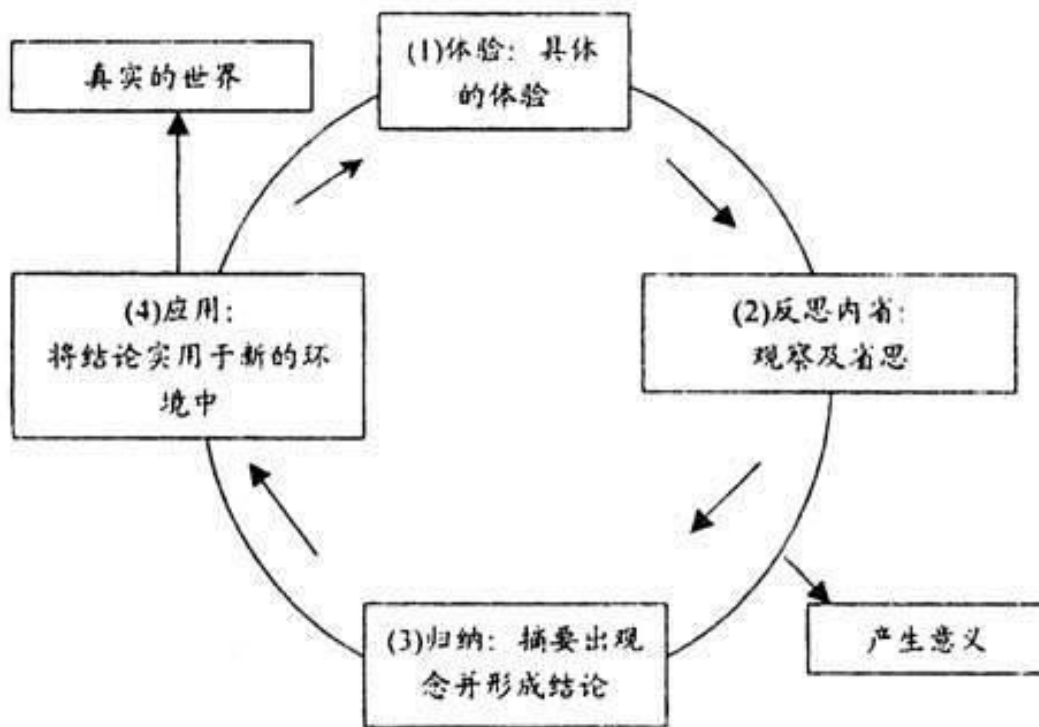 (1)体验：具体
的体验
真实的世界
(2)反思内省：
观察及省思
(4)应用：
将结论实用于新的环
境中
(3)归纳：摘要出观
念并形成结论
产生意义